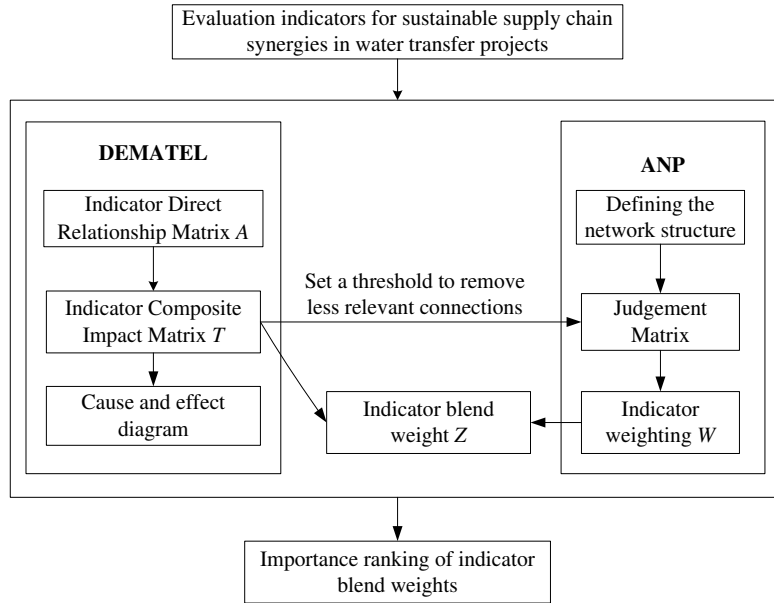 Evaluation indicators for sustainable supply chain
synergies in water transfer projects
DEMATEL
Indicator Direct
Relationship Matrix A
Indicator Composite
Impact Matrix T
Cause and effect
diagram
Set a threshold to remove
less relevant connections
Indicator blend
weight Z
ANP
Defining the
network structure
Judgement
Matrix
Indicator
weighting W
Importance ranking of indicator
blend weights